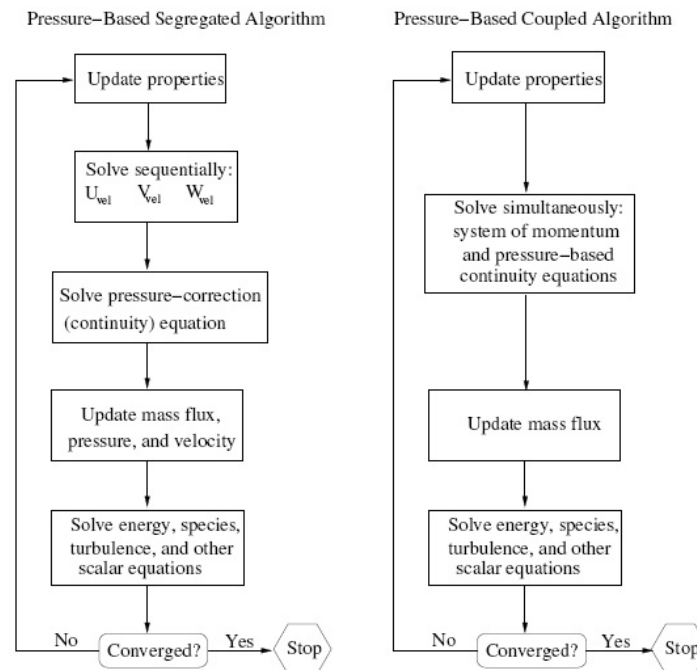 Pressure−Based Segregated Algorithm
Update properties
Solve sequentially:
Uvel Vvel Wvel
Solve pressure−correction
(continuity) equation
Update mass flux,
pressure, and velocity
Solve energy, species,
turbulence, and other
scalar equations
No
Converged?
Yes
Stop
Pressure−Based Coupled Algorithm
Update properties
Solve simultaneously:
system of momentum
and pressure−based
continuity equations
Update mass flux
Solve energy, species,
turbulence, and other
scalar equations
No
Converged?
Yes
Stop